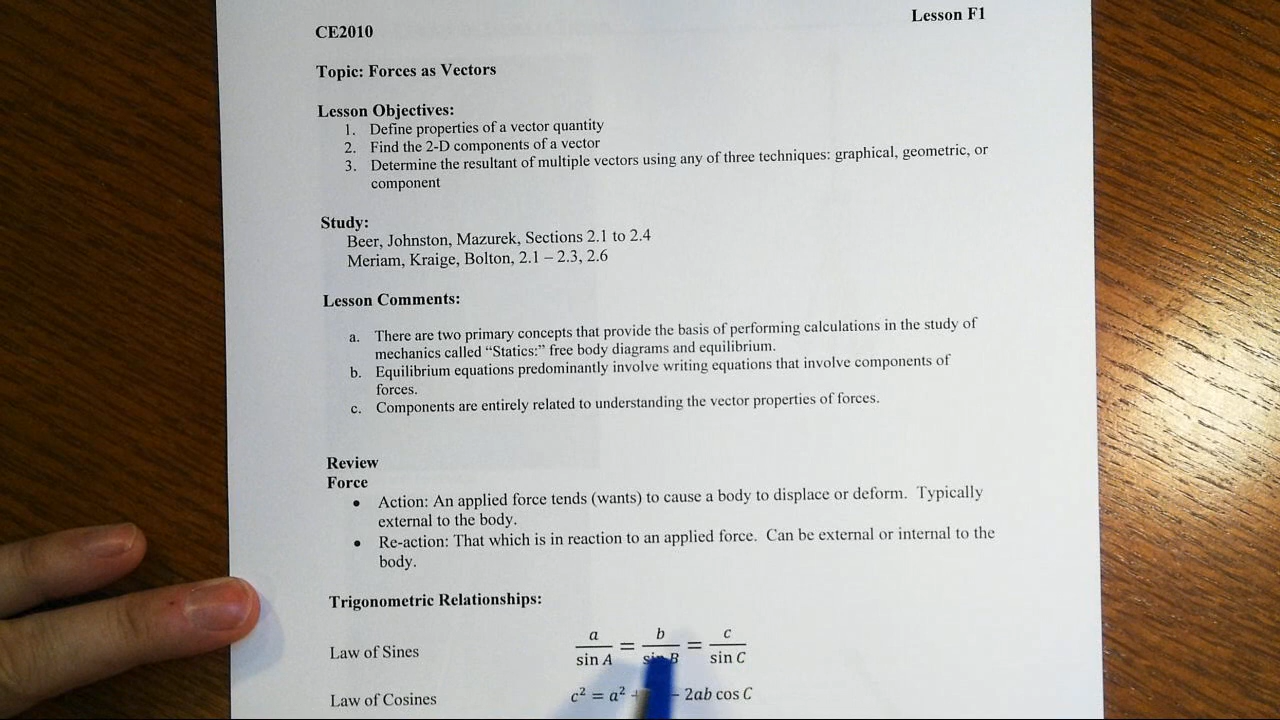 Lesson F1
CE2010
Topic: Forces as Vectors
Lesson Objectives:
1. Define properties of a vector quantity
2. Find the 2-D components of a vector
3. Determine the resultant of multiple vectors using any of three techniques: graphical, geometric, or
component
Study:
Beer, Johnston, Mazurek, Sections 2.1 to 2.4
Meriam, Kraige, Bolton, 2.1 – 2.3, 2.6
Lesson Comments:
a. There are two primary concepts that provide the basis of performing calculations in the study of
mechanics called “Statics:” free body diagrams and equilibrium.
b. Equilibrium equations predominantly involve writing equations that involve components of
forces.
c. Components are entirely related to understanding the vector properties of forces.
Review
Force
• Action: An applied force tends (wants) to cause a body to displace or deform. Typically
external to the body.
• Re-action: That which is in reaction to an applied force. Can be external or internal to the
body.
Trigonometric Relationships:
Law of Sines a/sin A = b/sin B = c/sin C
Law of Cosines c² = a² + − 2ab cos C